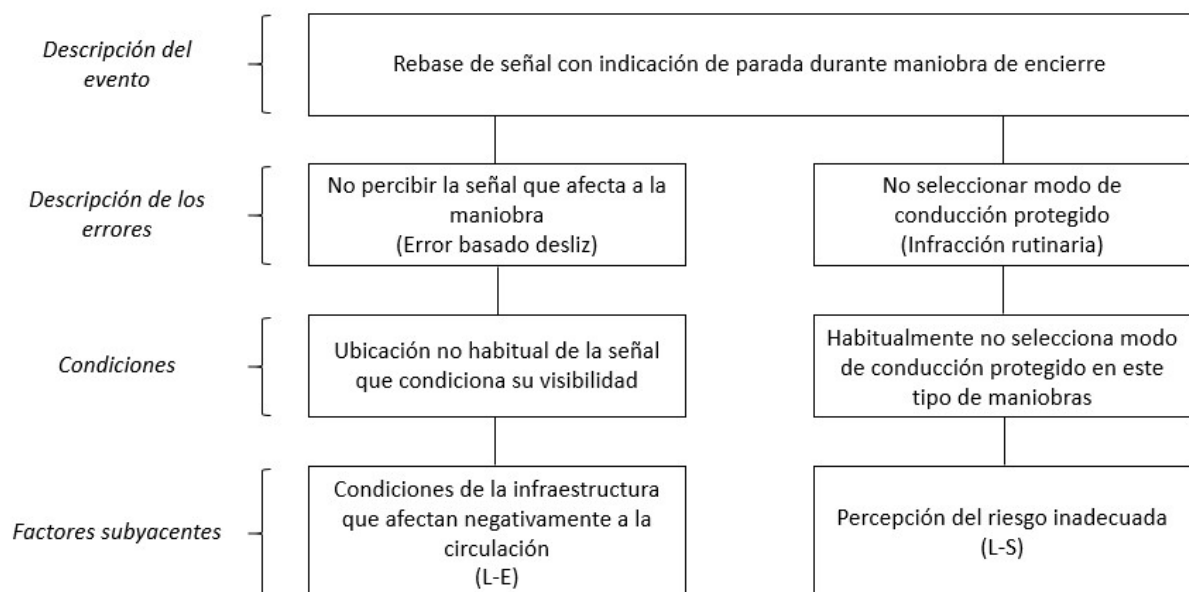 Descripción del
evento
Rebase de señal con indicación de parada durante maniobra de encierre
Descripción de los
errores
No percibir la señal que afecta a la
maniobra
(Error basado desliz)
No seleccionar modo de
conducción protegido
(Infracción rutinaria)
Condiciones
Ubicación no habitual de la señal
que condiciona su visibilidad
Habitualmente no selecciona modo
de conducción protegido en este
tipo de maniobras
Factores subyacentes
Condiciones de la infraestructura
que afectan negativamente a la
circulación
(L-E)
Percepción del riesgo inadecuada
(L-S)